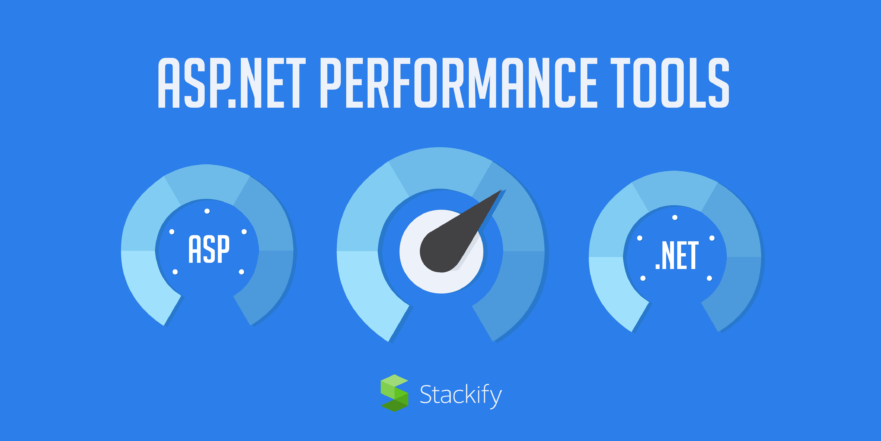 ASP.NET PERFORMANCE TOOLS
ASP
.NET
Stackify